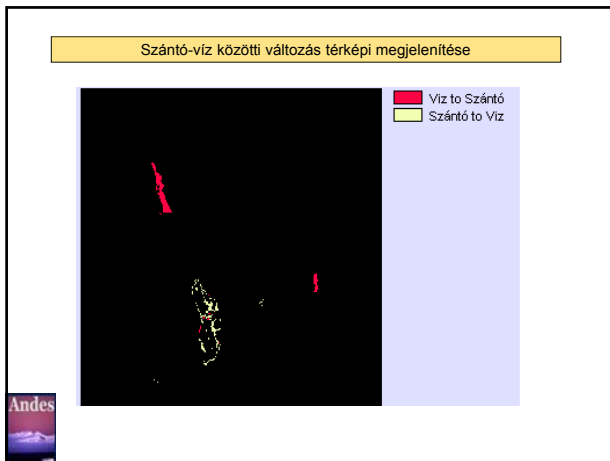 Szántó-víz közötti változás térképi megjelenítése
Viz to Szántó
Szántó to Viz
Andes